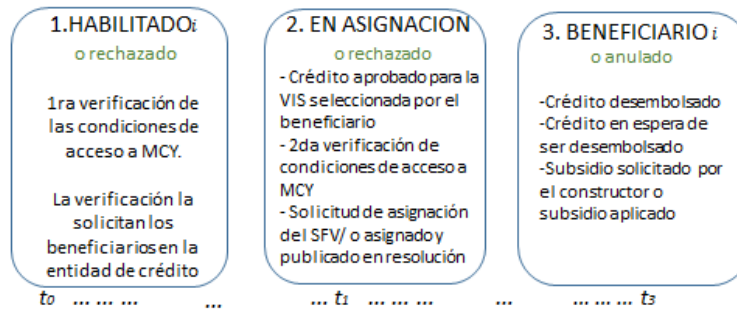 1.HABILITADOi
o rechazado
1ra verificación de
las condiciones de
acceso a MCY.
La verificación la
solicitan los
beneficiarios en la
entidad de crédito
2. EN ASIGNACION
o rechazado
- Crédito aprobado para la
VIS seleccionada por el
beneficiario
- 2da verificación de
condiciones de acceso a
MCY
- Solicitud de asignación
del SFV/ o asignado y
publicado en resolución
3. BENEFICIARIO i
o anulado
-Crédito desembolsado
-Crédito en espera de
ser desembolsado
-Subsidio solicitado por
el constructor o
subsidio aplicado
t0 ... ... ... ... ... t1 ... ... ... ... ... ... ... t3